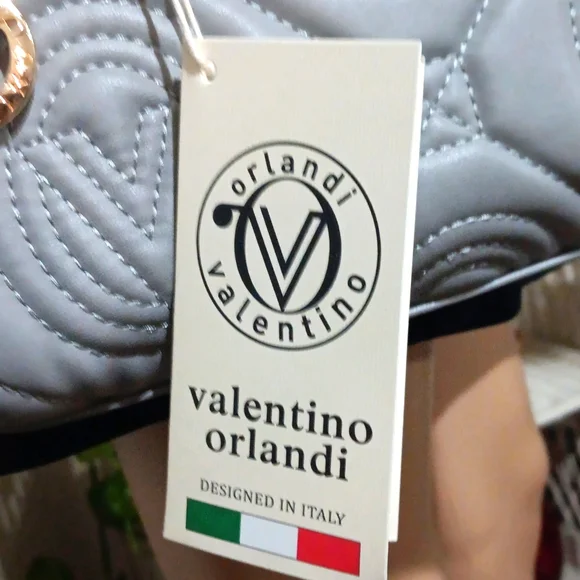 orlandi
V
valentino
valentino
orlandi
DESIGNED IN ITALY